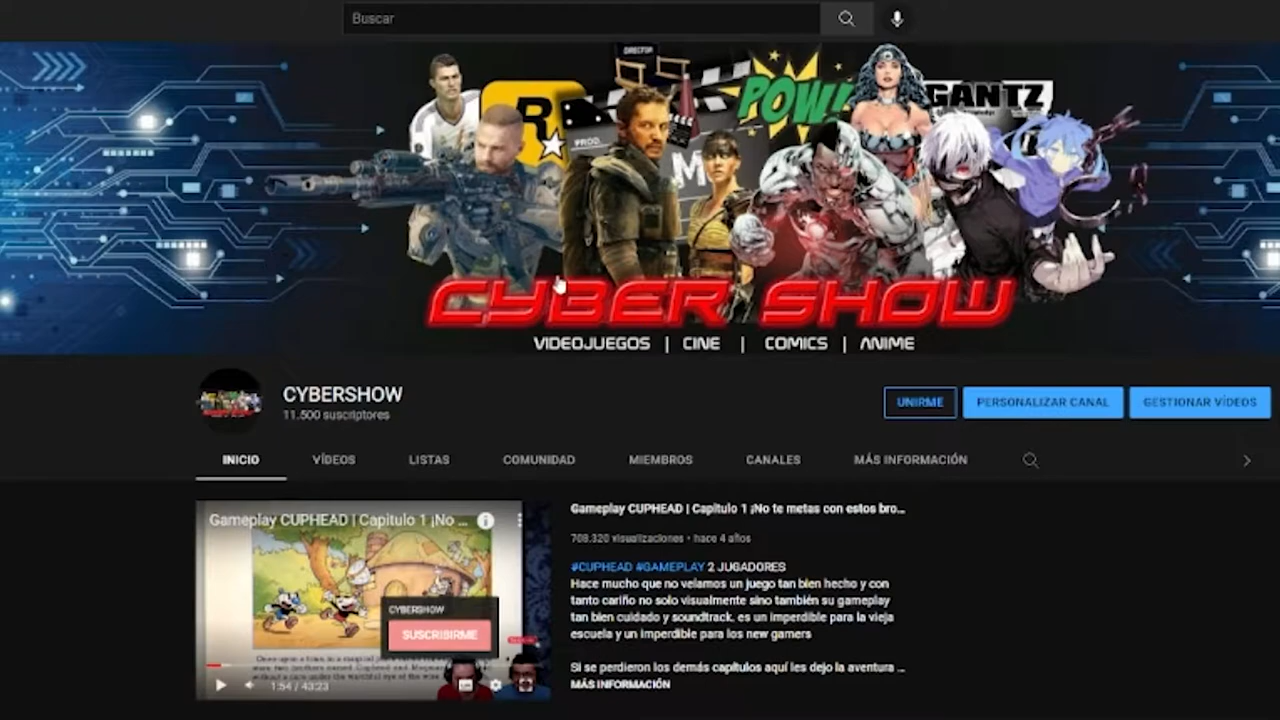 Buscar
DIRECTOR
R
PROD.
M
POW!
GANTZ
CYBER SHOW
VIDEOJUEGOS | CINE | COMICS | ANIME
CYBERSHOW
11.500 suscriptores
UNIRME
PERSONALIZAR CANAL
GESTIONAR VÍDEOS
INICIO
VÍDEOS
LISTAS
COMUNIDAD
MIEMBROS
CANALES
MÁS INFORMACIÓN
Gameplay CUPHEAD | Capitulo 1 ¡No ...
CYBERSHOW
SUSCRIBIRME
1:54 / 43:23
Gameplay CUPHEAD | Capitulo 1 ¡No te metas con estos bro...
708.320 visualizaciones • hace 4 años
#CUPHEAD #GAMEPLAY 2 JUGADORES
Hace mucho que no velamos un juego tan bien hecho y con
tanto cariño no solo visualmente sino también su gameplay
tan bien cuidado y soundtrack. es un imperdible para la vieja
escuela y un imperdible para los new gamers
Si se perdieron los demás capítulos aquí les dejo la aventura ...
MÁS INFORMACIÓN